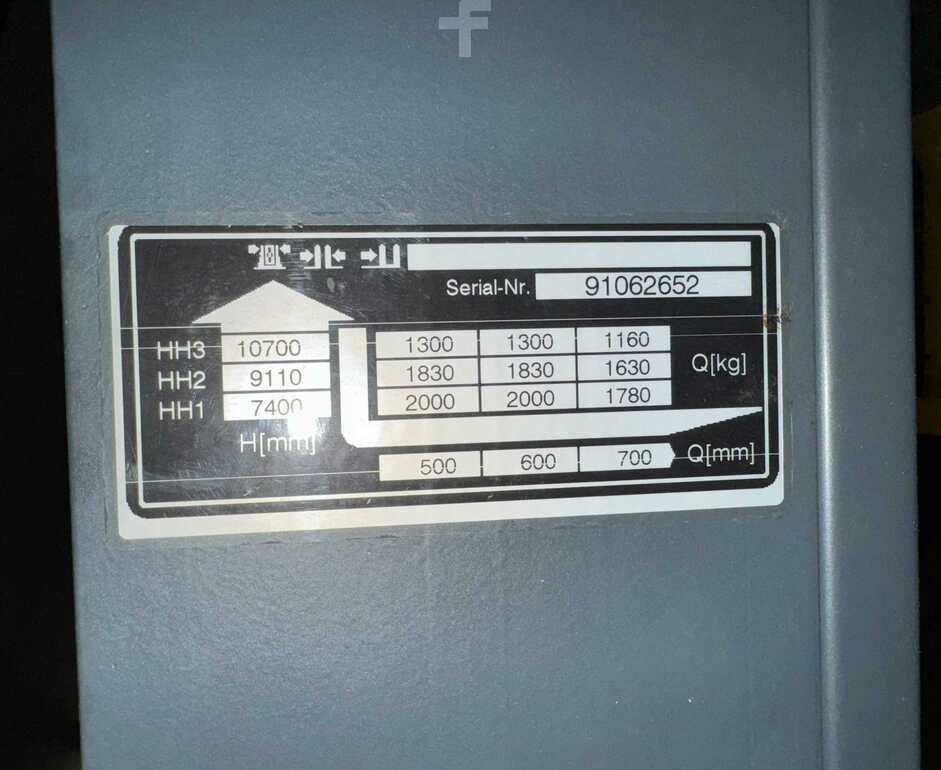 f
Serial-Nr. 91062652
HH3 10700 1300 1300 1160
HH2 9110 1830 1830 1630 Q[kg]
HH1 7400 2000 2000 1780
H[mm] 500 600 700 Q[mm]